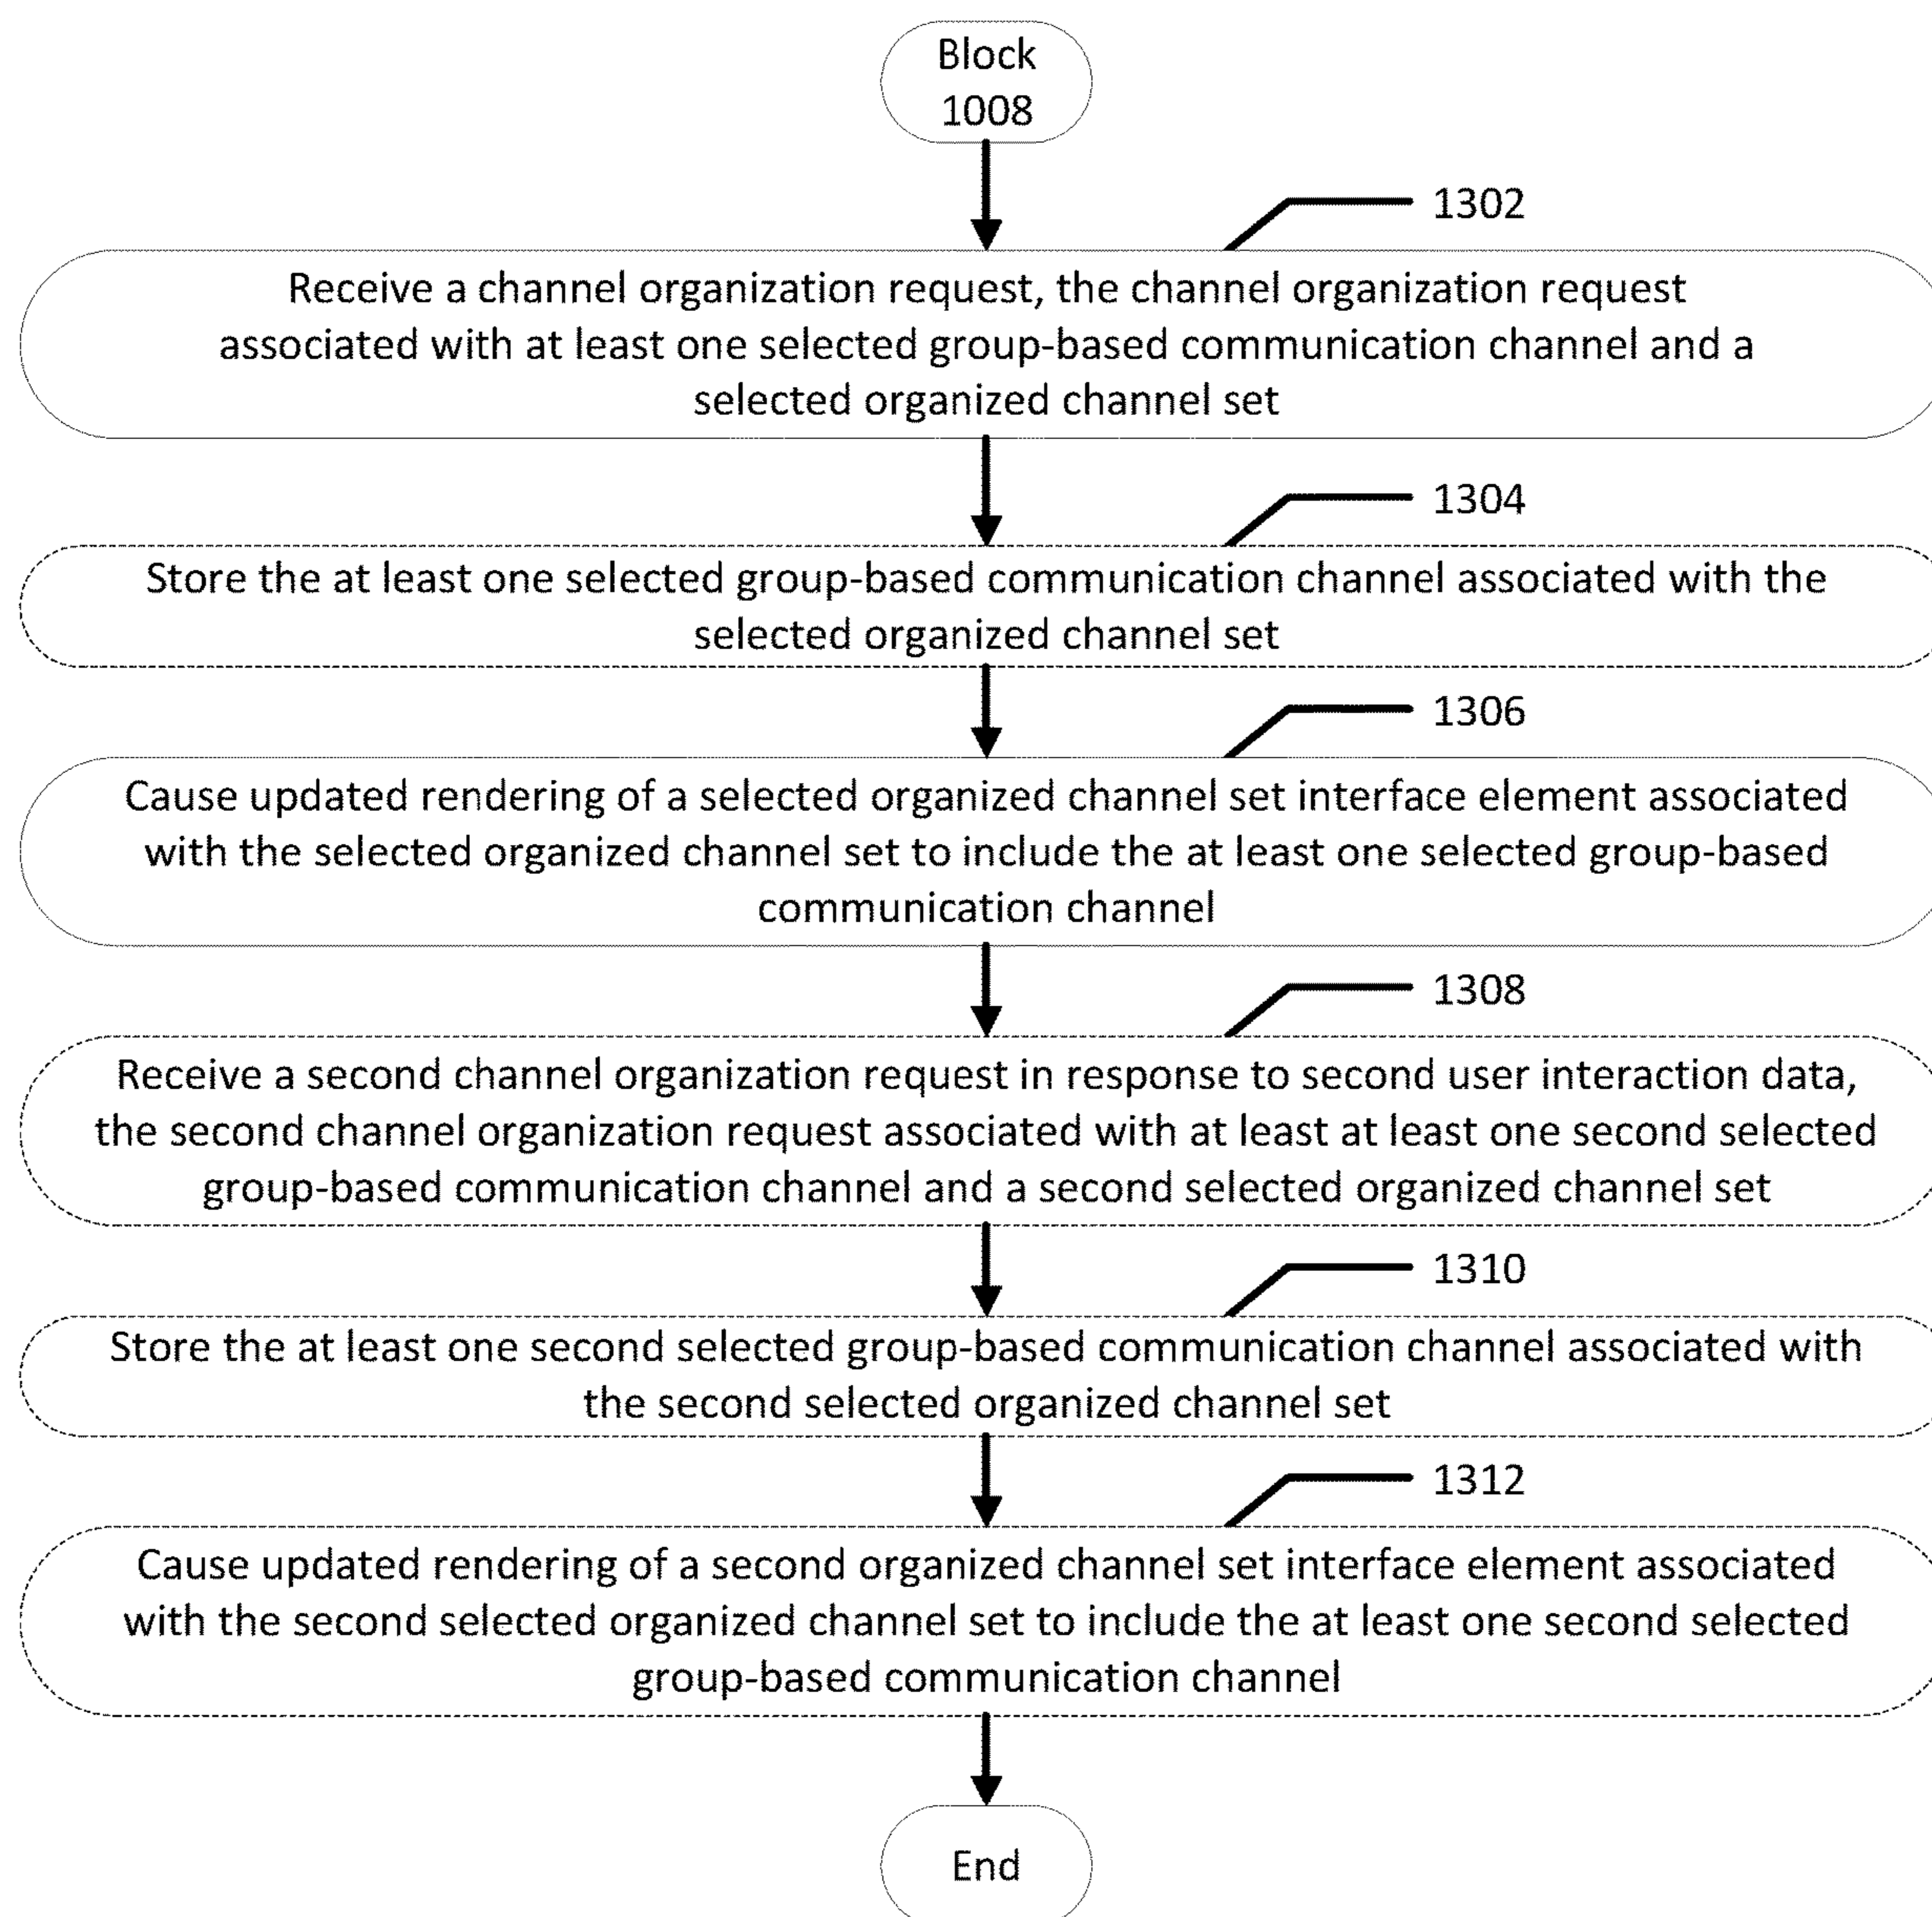 Block
1008
1302
Receive a channel organization request, the channel organization request
associated with at least one selected group-based communication channel and a
selected organized channel set
1304
Store the at least one selected group-based communication channel associated with the
selected organized channel set
1306
Cause updated rendering of a selected organized channel set interface element associated
with the selected organized channel set to include the at least one selected group-based
communication channel
1308
Receive a second channel organization request in response to second user interaction data,
the second channel organization request associated with at least at least one second selected
group-based communication channel and a second selected organized channel set
1310
Store the at least one second selected group-based communication channel associated with
the second selected organized channel set
1312
Cause updated rendering of a second organized channel set interface element associated
with the second selected organized channel set to include the at least one second selected
group-based communication channel
End